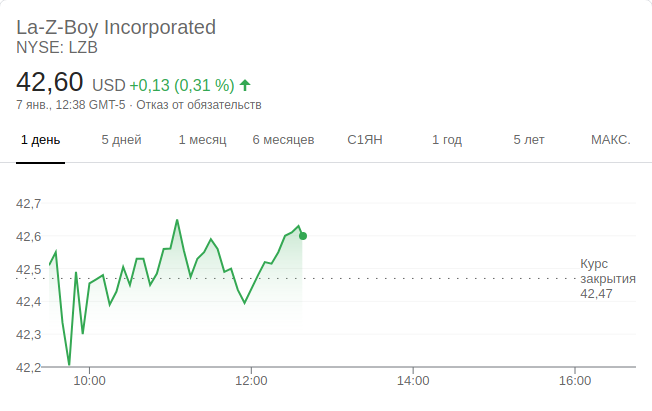 La-Z-Boy Incorporated
NYSE: LZB
42,60 USD +0,13 (0,31 %)
7 янв., 12:38 GMT-5 · Отказ от обязательств
1 день 5 дней 1 месяц 6 месяцев С1ЯН 1 год 5 лет МАКС.
42,7
42,6
42,5
42,4
42,3
42,2
Курс
закрытия
42,47
10:00 12:00 14:00 16:00